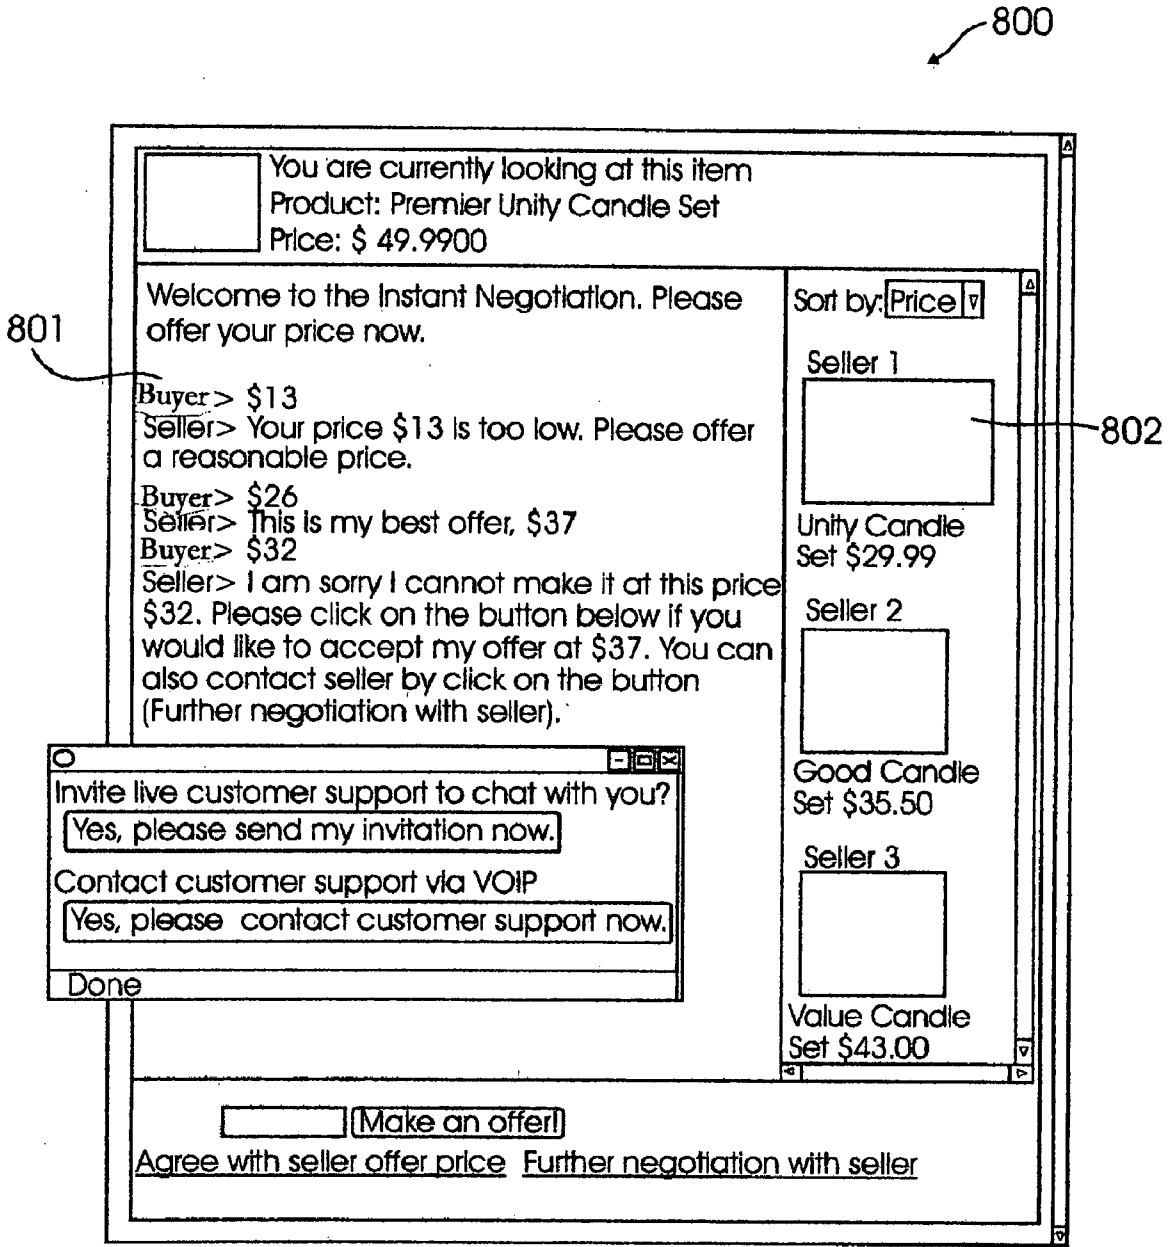 800
You are currently looking at this item
Product: Premier Unity Candle Set
Price: $ 49.9900
Welcome to the Instant Negotiation. Please
offer your price now.
801
Buyer> $13
Seller> Your price $13 is too low. Please offer
a reasonable price.
Buyer> $26
Seller> This is my best offer, $37
Buyer> $32
Seller> I am sorry I cannot make it at this price
$32. Please click on the button below if you
would like to accept my offer at $37. You can
also contact seller by click on the button
(Further negotiation with seller).
Sort by: Price
Seller 1
802
Unity Candle
Set $29.99
Seller 2
Good Candle
Set $35.50
Seller 3
Value Candle
Set $43.00
Invite live customer support to chat with you?
Yes, please send my invitation now.
Contact customer support via VOIP
Yes, please contact customer support now.
Done
Make an offer!
Agree with seller offer price Further negotiation with seller